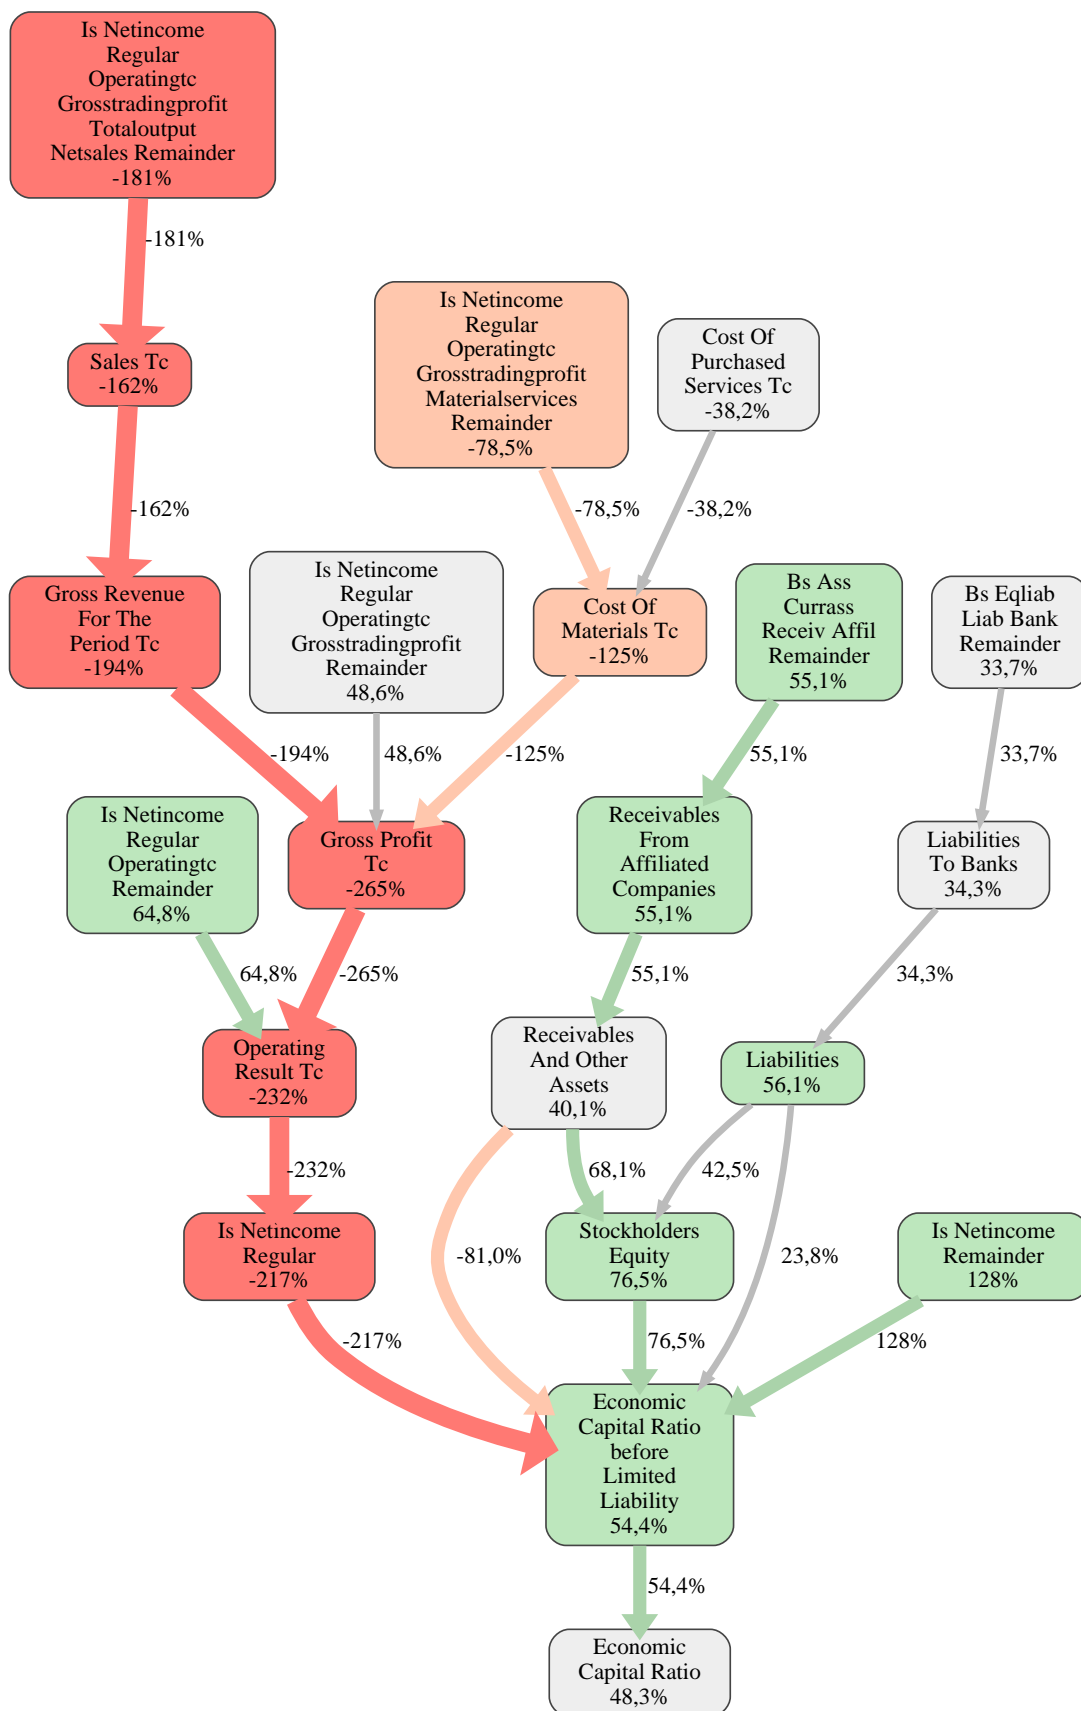 Is Netincome
Regular
Operatingtc
Grosstradingprofit
Totaloutput
Netsales Remainder
-181%
-181%
Sales Tc
-162%
Is Netincome
Regular
Operatingtc
Grosstradingprofit
Materialservices
Remainder
-78,5%
Cost Of
Purchased
Services Tc
-38,2%
-162%
-78,5%
-38,2%
Gross Revenue
For The
Period Tc
-194%
Is Netincome
Regular
Operatingtc
Grosstradingprofit
Remainder
48,6%
Cost Of
Materials Tc
-125%
Bs Ass
Currass
Receiv Affil
Remainder
55,1%
Bs Eqliab
Liab Bank
Remainder
33,7%
-194%
48,6%
-125%
55,1%
33,7%
Is Netincome
Regular
Operatingtc
Remainder
64,8%
Gross Profit
Tc
-265%
Receivables
From
Affiliated
Companies
55,1%
Liabilities
To Banks
34,3%
64,8%
-265%
55,1%
34,3%
Operating
Result Tc
-232%
Receivables
And Other
Assets
40,1%
Liabilities
56,1%
-232%
68,1%
42,5%
Is Netincome
Regular
-217%
-81,0%
Stockholders
Equity
76,5%
23,8%
Is Netincome
Remainder
128%
-217%
76,5%
128%
Economic
Capital Ratio
before
Limited
Liability
54,4%
54,4%
Economic
Capital Ratio
48,3%